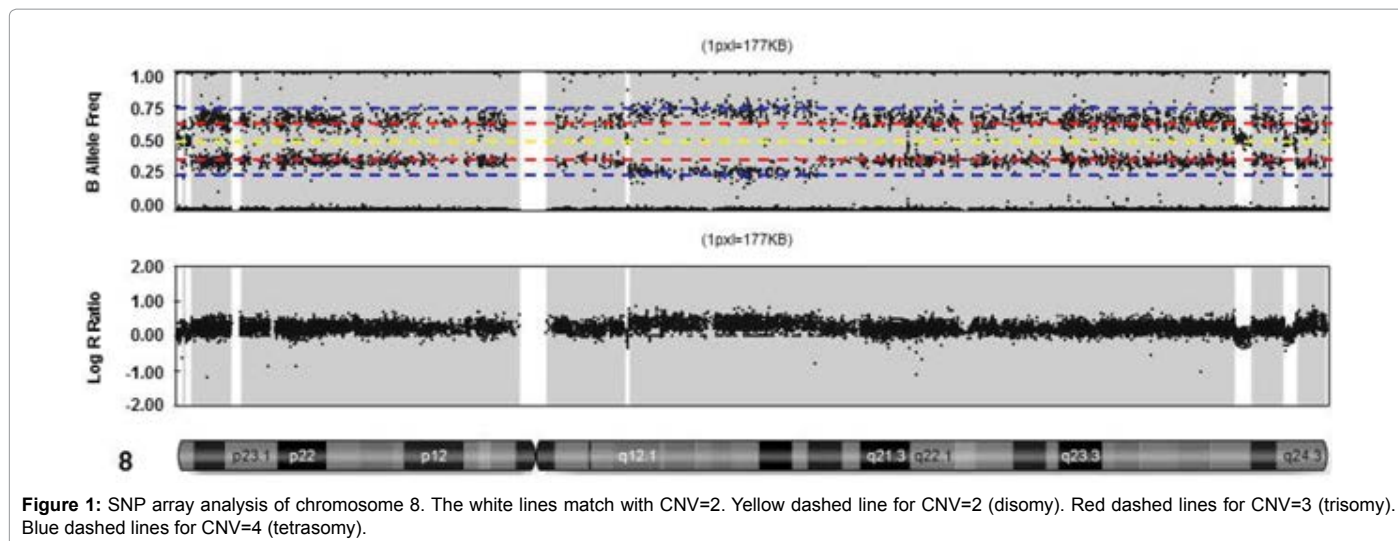 (1pxl=177KB)
B Allele Freq
1.00
0.75
0.50
0.25
0.00
(1pxl=177KB)
Log R Ratio
2.00
1.00
0.00
-1.00
-2.00
8
p23.1 p22 p12 q12.1 q21.3 q22.1 q23.3 q24.3
Figure 1: SNP array analysis of chromosome 8. The white lines match with CNV=2. Yellow dashed line for CNV=2 (disomy). Red dashed lines for CNV=3 (trisomy).
Blue dashed lines for CNV=4 (tetrasomy).